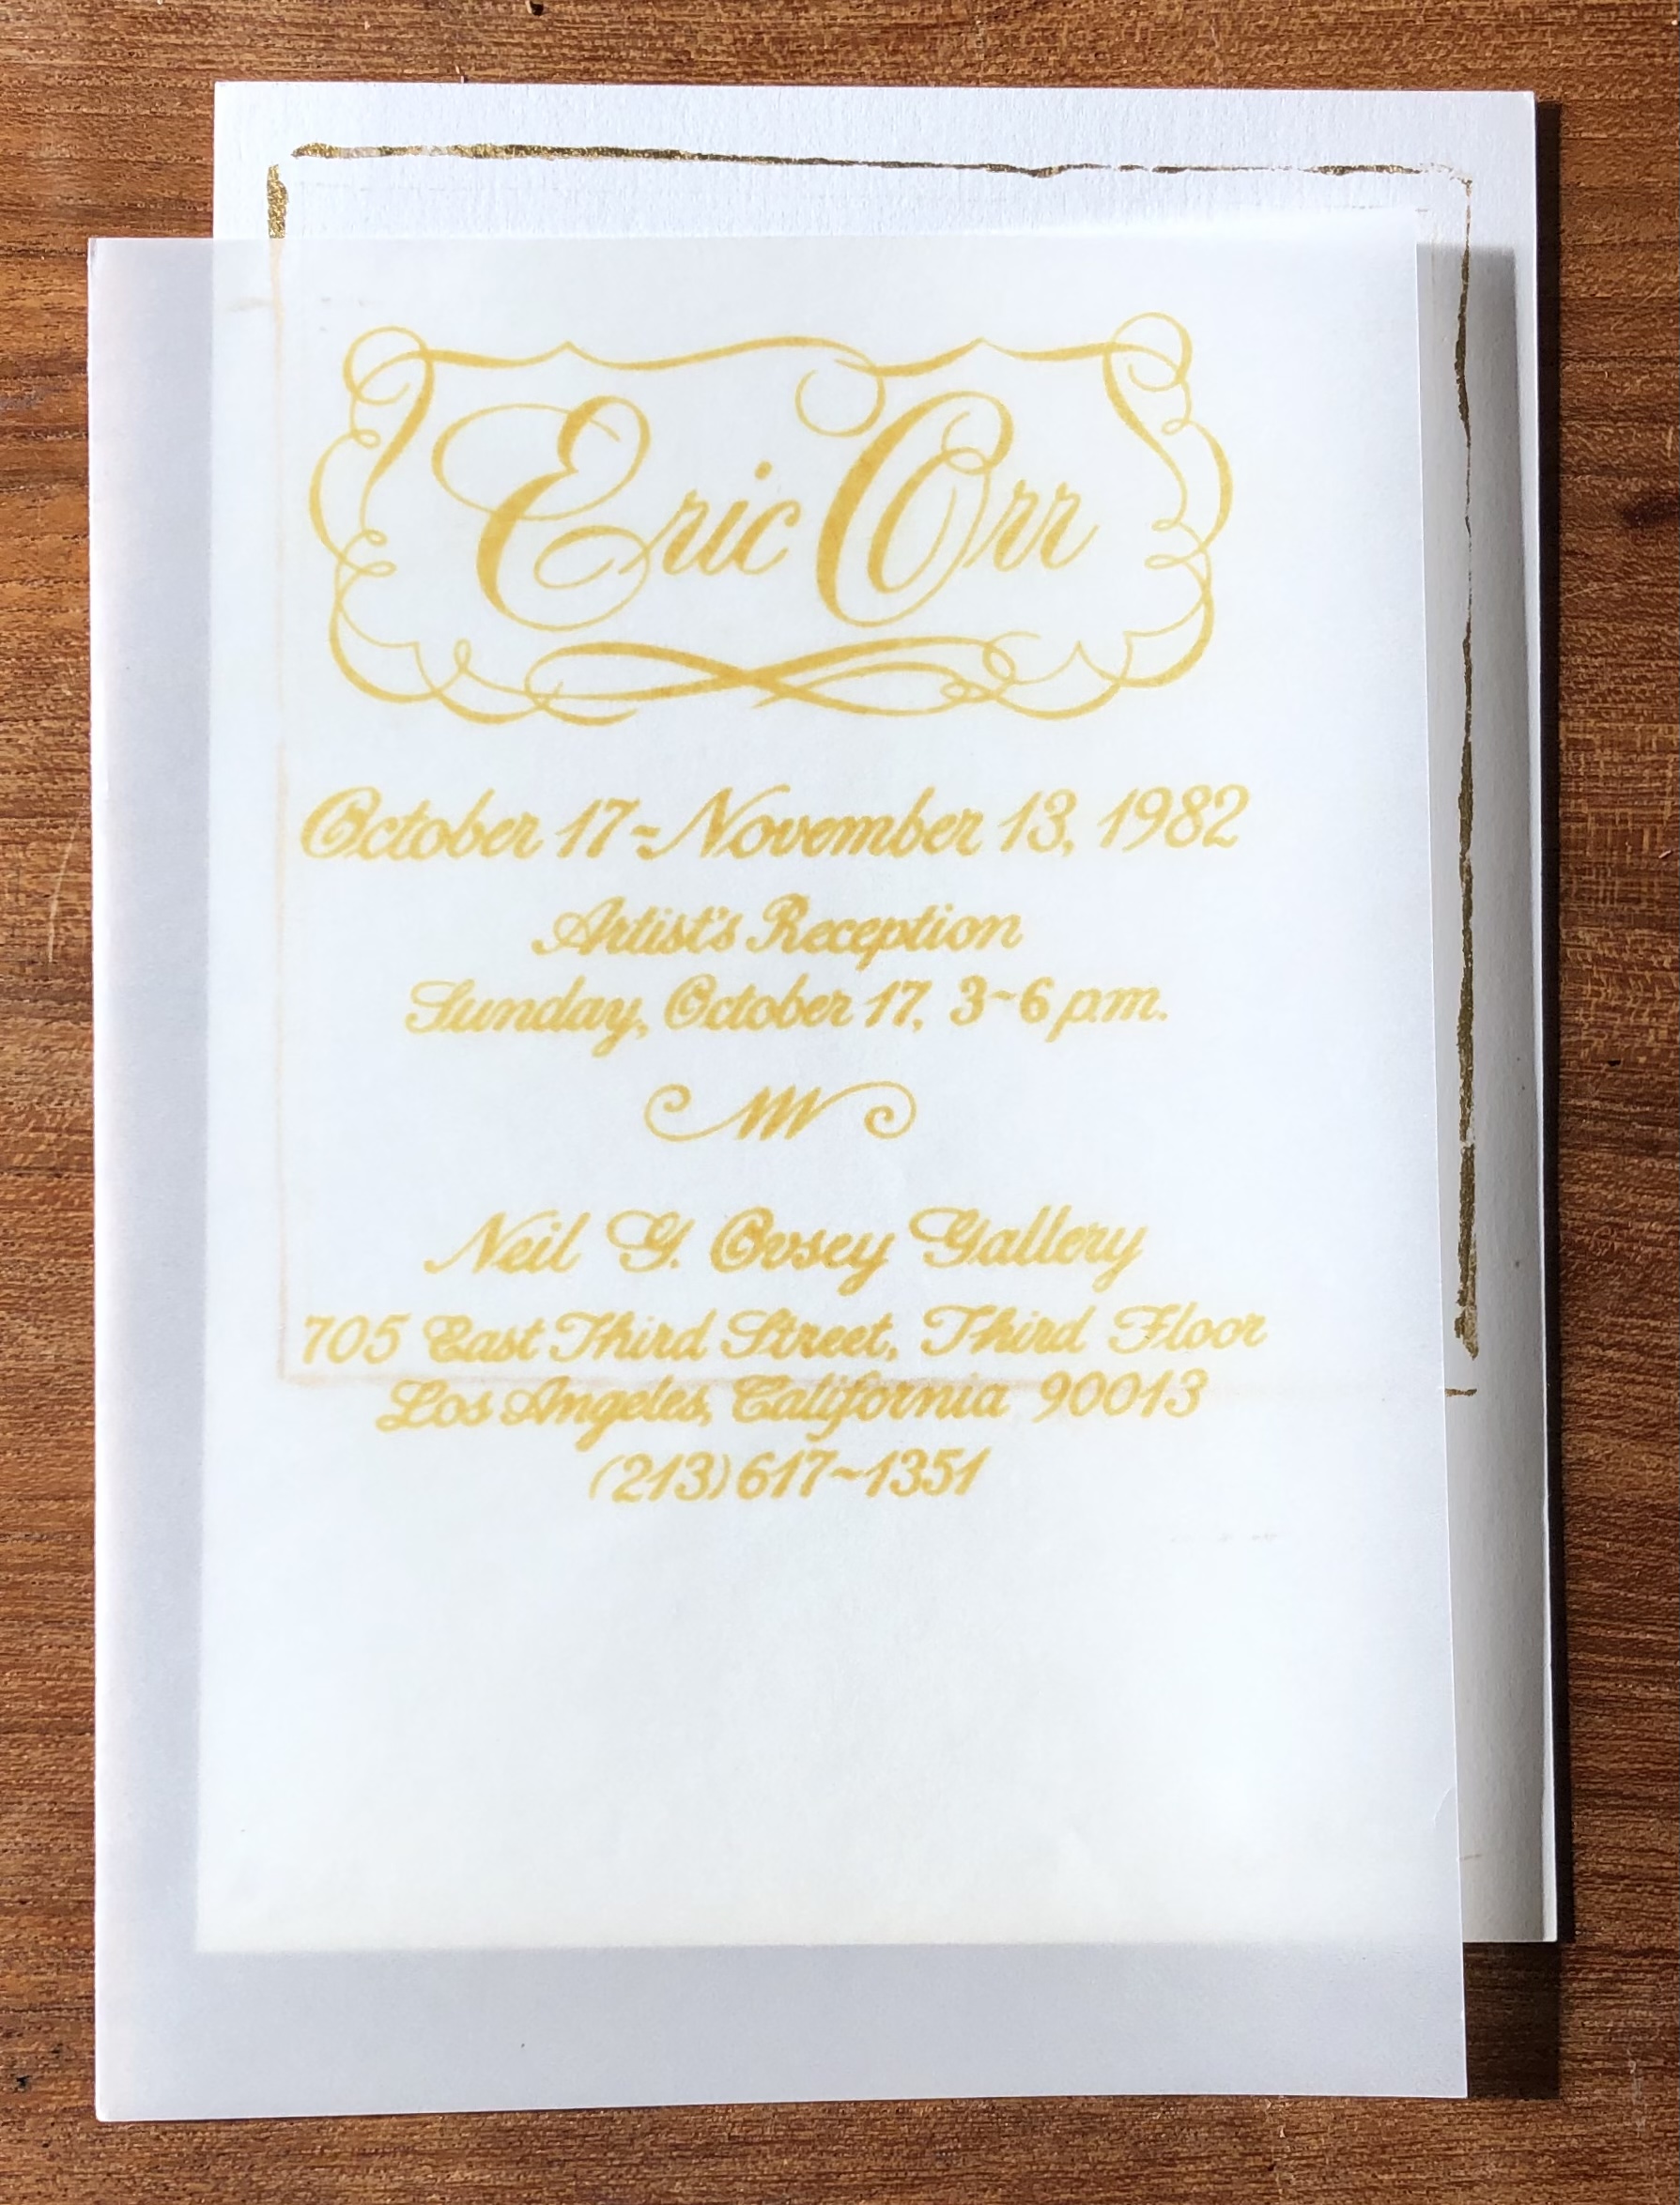 Eric Orr
October 17~November 13, 1982
Artist's Reception
Sunday, October 17, 3~6 p.m.
Neil G. Ovsey Gallery
705 East Third Street, Third Floor
Los Angeles, California 90013
(213) 617~1351